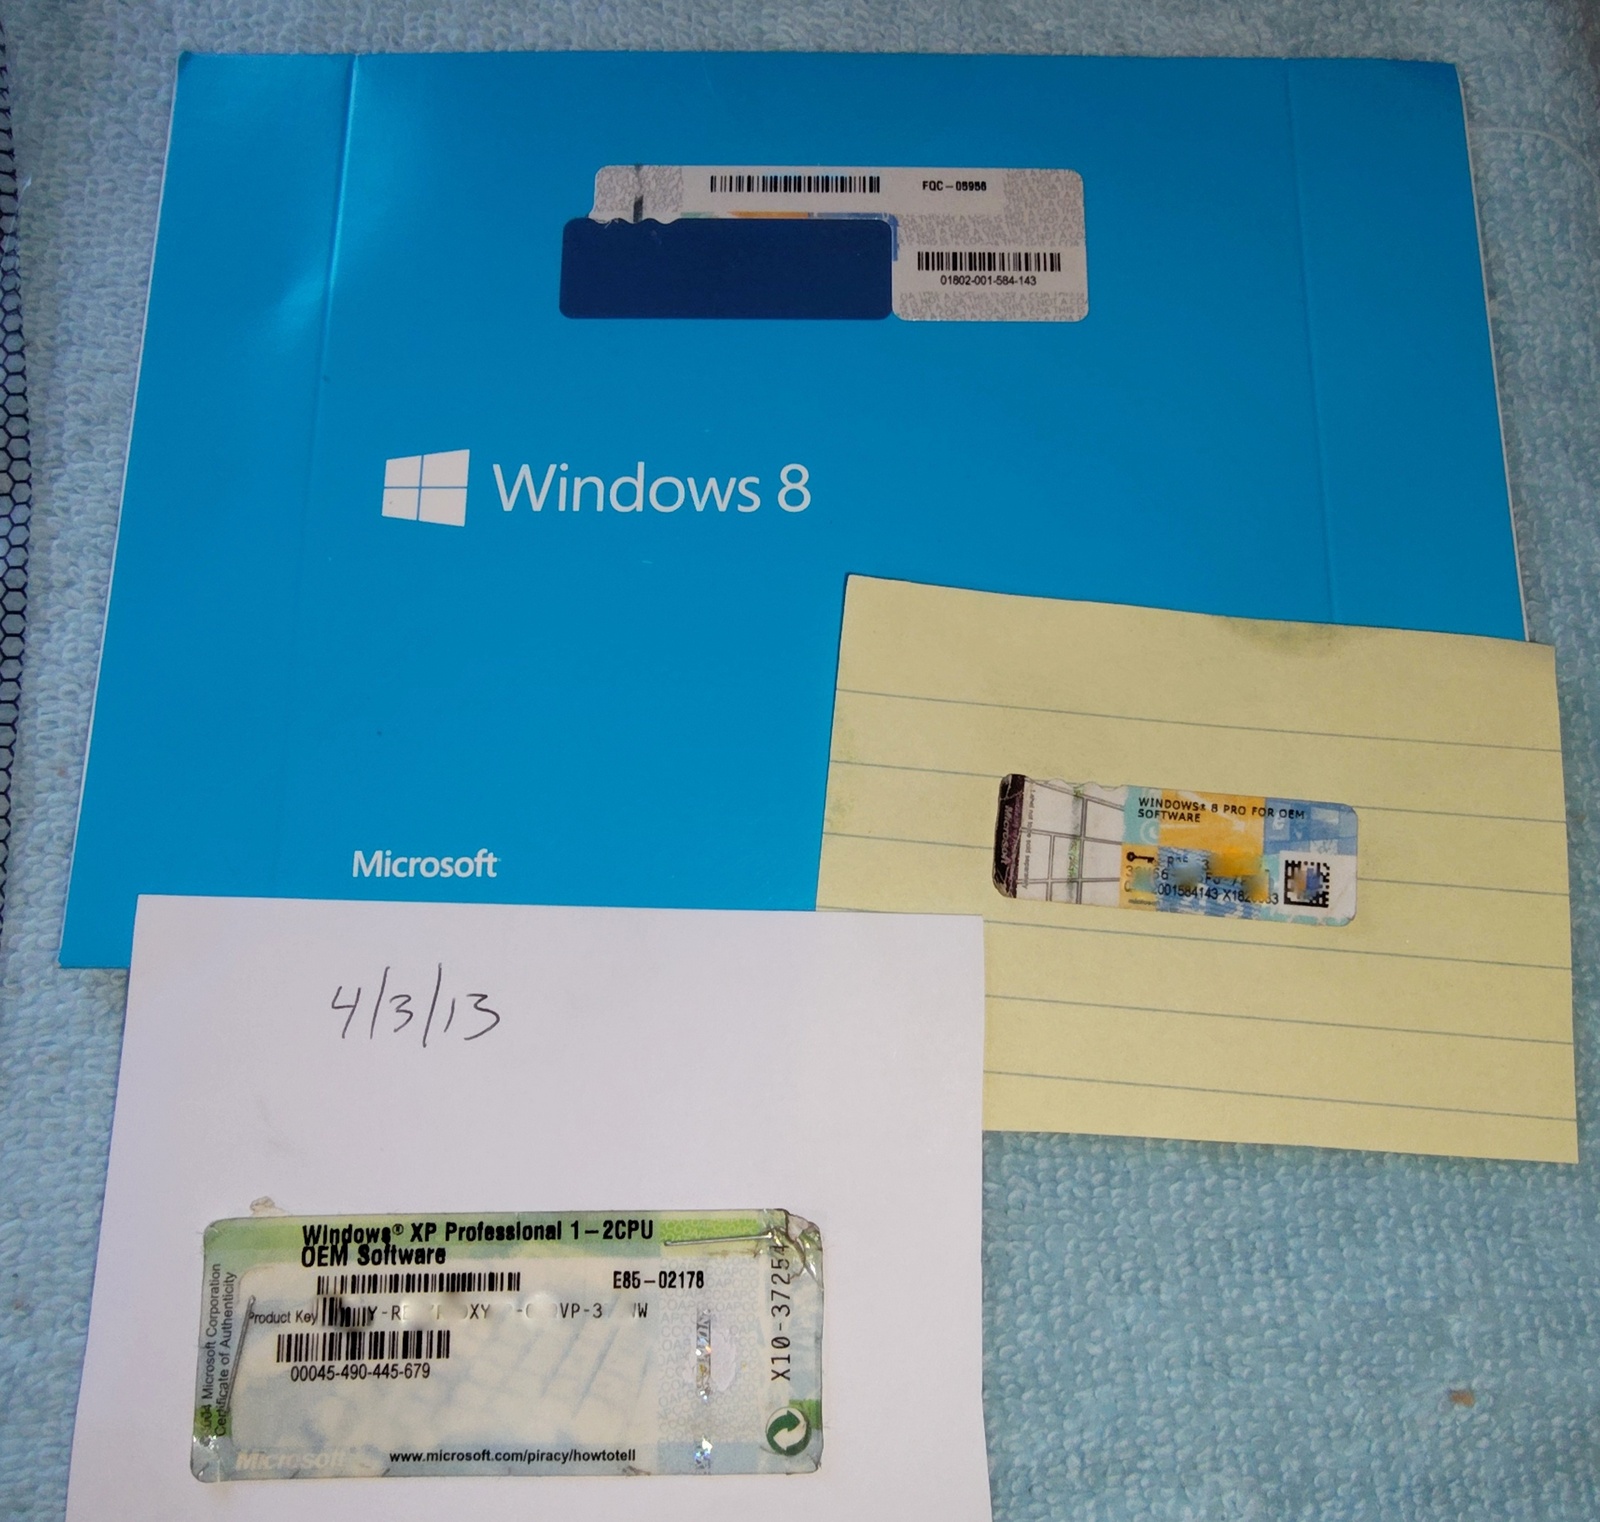 FQC-05956
01802-001-584-143
Windows 8
Microsoft
WINDOWS® 8 PRO FOR OEM
SOFTWARE
4/3/13
Windows® XP Professional 1-2CPU
OEM Software
E85-02178
Product Key
00045-490-445-679
X10-37254
Microsoft Corporation
Certificate of Authenticity
Microsoft
www.microsoft.com/piracy/howtotell